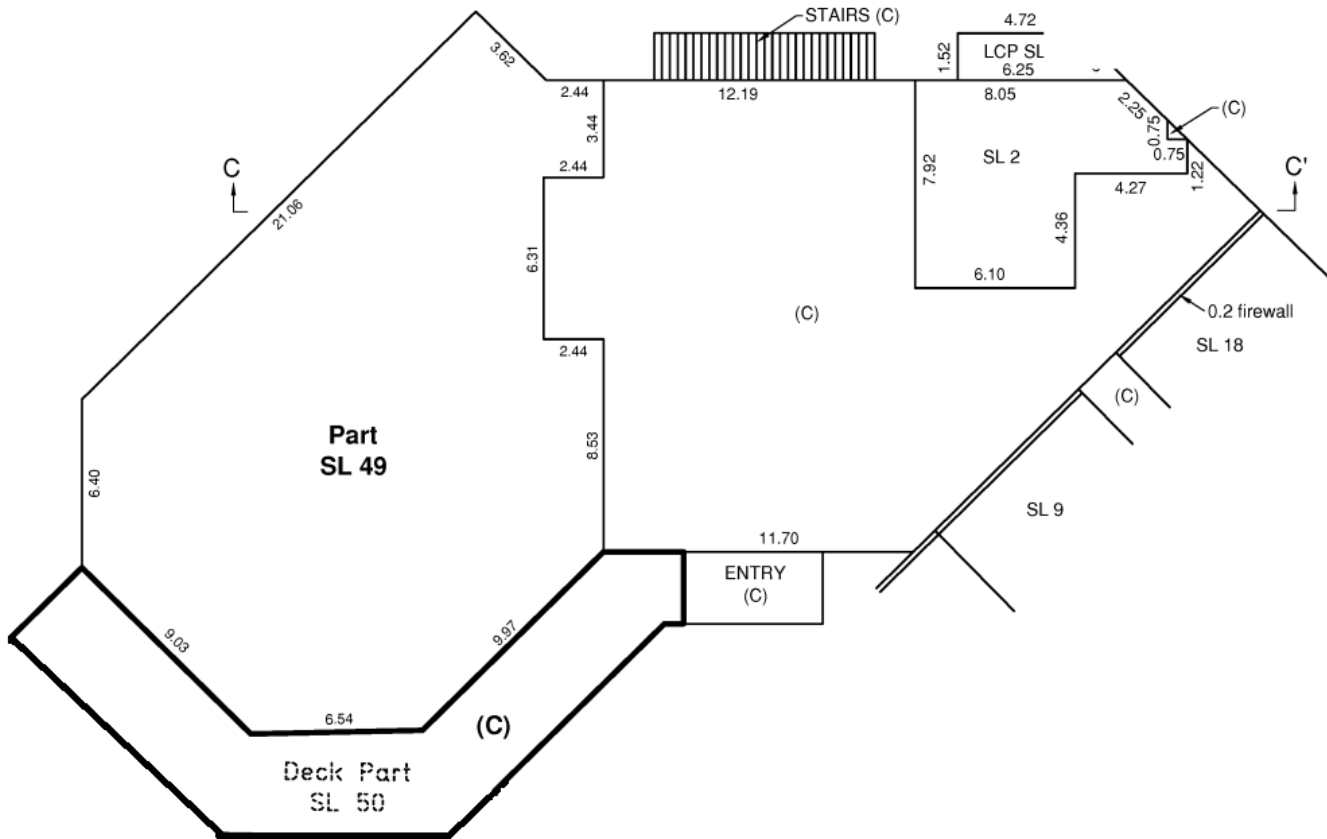 STAIRS (C)
4.72
3.62
1.52
LCP SL
6.25
2.44
12.19
8.05
2.25
(C)
3.44
0.75
0.75
2.44
7.92
SL 2
1.22
C
C'
4.27
21.06
4.36
6.31
6.10
(C)
0.2 firewall
2.44
SL 18
(C)
Part
SL 49
8.53
6.40
SL 9
11.70
ENTRY
(C)
9.03
9.97
6.54
(C)
Deck Part
SL 50